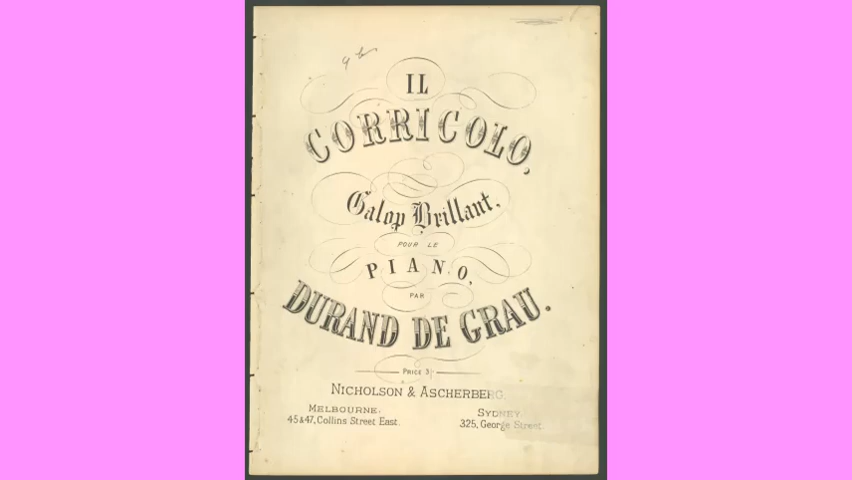 IL
CORRICOLO,
Galop Brillant,
POUR LE
PIANO,
PAR
DURAND DE GRAU.
PRICE 3/-
NICHOLSON & ASCHERBERG.
MELBOURNE. SYDNEY.
45 & 47, Collins Street East. 325, George Street.